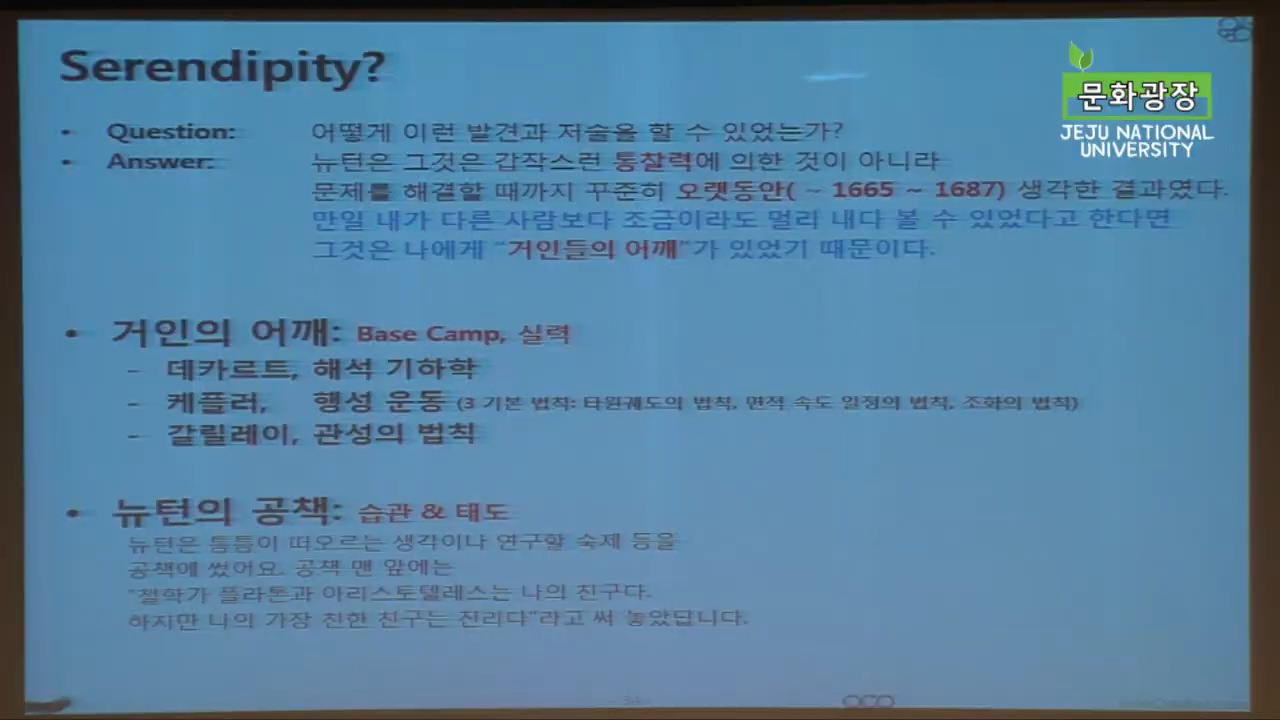 Serendipity?
문화광장
JEJU NATIONAL
UNIVERSITY
• Question: 어떻게 이런 발견과 저술을 할 수 있었는가?
• Answer: 뉴턴은 그것은 갑작스런 통찰력에 의한 것이 아니라
문제를 해결할 때까지 꾸준히 오랫동안( ~ 1665 ~ 1687) 생각한 결과였다.
만일 내가 다른 사람보다 조금이라도 멀리 내다 볼 수 있었다고 한다면
그것은 나에게 "거인들의 어깨"가 있었기 때문이다.
• 거인의 어깨: Base Camp, 실력
- 데카르트, 해석 기하학
- 케플러, 행성 운동 (3 기본 법칙: 타원궤도의 법칙, 면적 속도 일정의 법칙, 조화의 법칙)
- 갈릴레이, 관성의 법칙
• 뉴턴의 공책: 습관 & 태도
뉴턴은 틈틈이 떠오르는 생각이나 연구할 숙제 등을
공책에 썼어요. 공책 맨 앞에는
"철학가 플라톤과 아리스토텔레스는 나의 친구다.
하지만 나의 가장 친한 친구는 진리다"라고 써 놓았답니다.